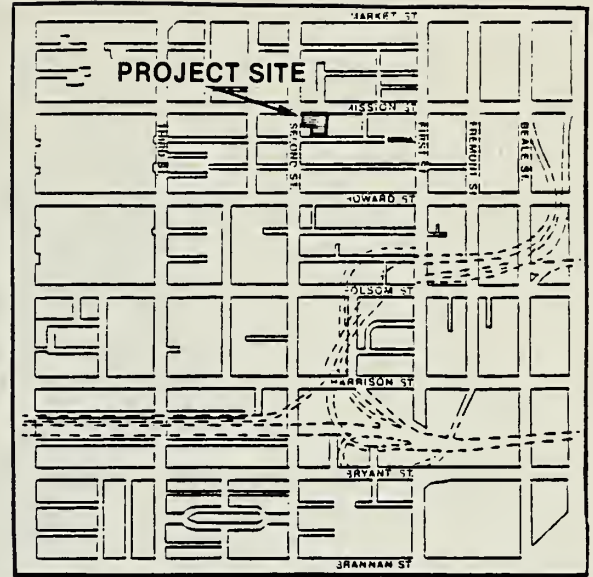 MARKET ST
PROJECT SITE
MISSION ST
THIRD ST
SECOND ST.
FIRST ST.
FREMONT ST
BEALE ST.
HOWARD ST
FOLSOM ST
HARRISON ST
BRYANT ST.
BRANNAN ST